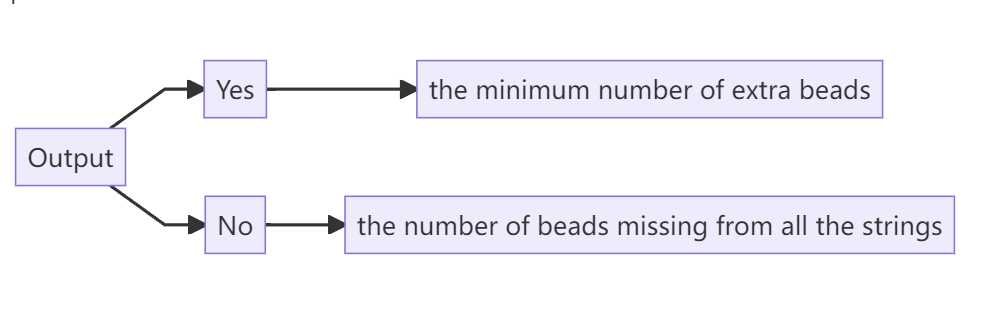 Output
Yes
the minimum number of extra beads
No
the number of beads missing from all the strings